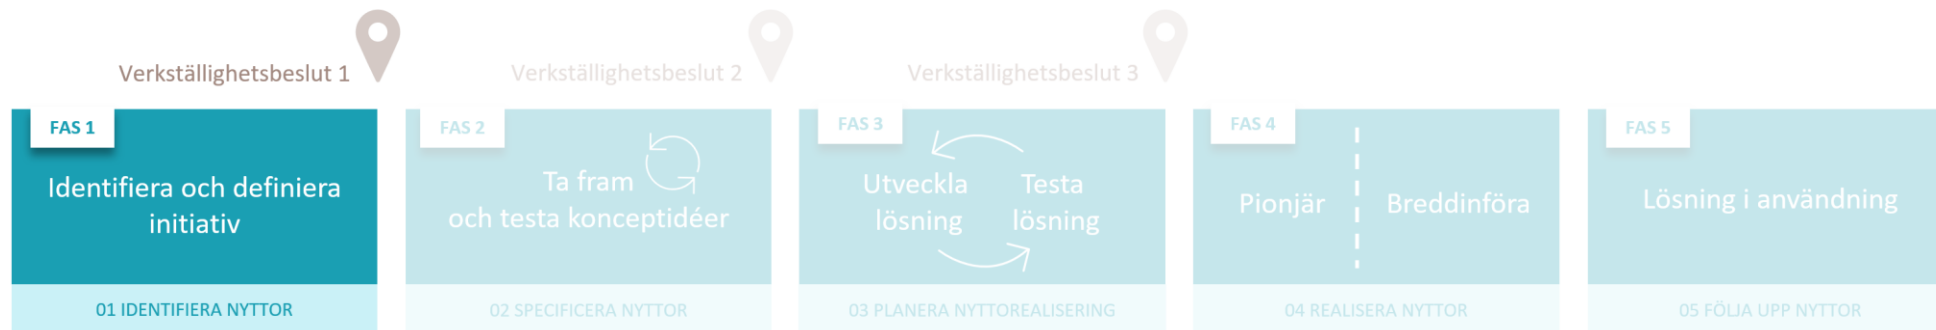 Verkställighetsbeslut 1
Verkställighetsbeslut 2
Verkställighetsbeslut 3
FAS 1
Identifiera och definiera
initiativ
01 IDENTIFIERA NYTTOR
FAS 2
Ta fram
och testa konceptidéer
02 SPECIFICERA NYTTOR
FAS 3
Utveckla
lösning
Testa
lösning
03 PLANERA NYTTOREALISERING
FAS 4
Pionjär
Breddinföra
04 REALISERA NYTTOR
FAS 5
Lösning i användning
05 FÖLJA UPP NYTTOR